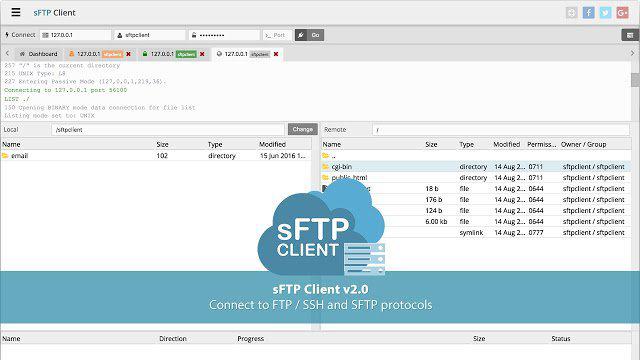 sFTP Client
Connect 127.0.0.1 sftpclient •••••••• Port Go
Dashboard 127.0.0.1 sftpclient 127.0.0.1 sftpclient 127.0.0.1 sftpclient
257 "/" is the current directory
215 UNIX Type: L8
227 Entering Passive Mode
Connecting to 127.0.0.1 port 56100
LIST ./
150 Opening BINARY mode data connection for file list
Listing mode set: UNIX
Local /sftpclient Change Remote /
Name Size Type Modified Name Size Type Modified Permiss... Owner / Group
email 102 directory 15 Jun 2016 1... ..
cgi-bin directory 14 Aug 2... 0711 sftpclient / sftpclient
public_html directory 14 Aug 2... 0711 sftpclient / sftpclient
18 b file 14 Aug 2... 0644 sftpclient / sftpclient
176 b file 14 Aug 2... 0644 sftpclient / sftpclient
124 b file 14 Aug 2... 0644 sftpclient / sftpclient
6.00 kb file 14 Aug 2... 0644 sftpclient / sftpclient
symlink 14 Aug 2... 0777 sftpclient / sftpclient
sFTP
CLIENT
sFTP Client v2.0
Connect to FTP / SSH and SFTP protocols
Name Direction Progress Size Status